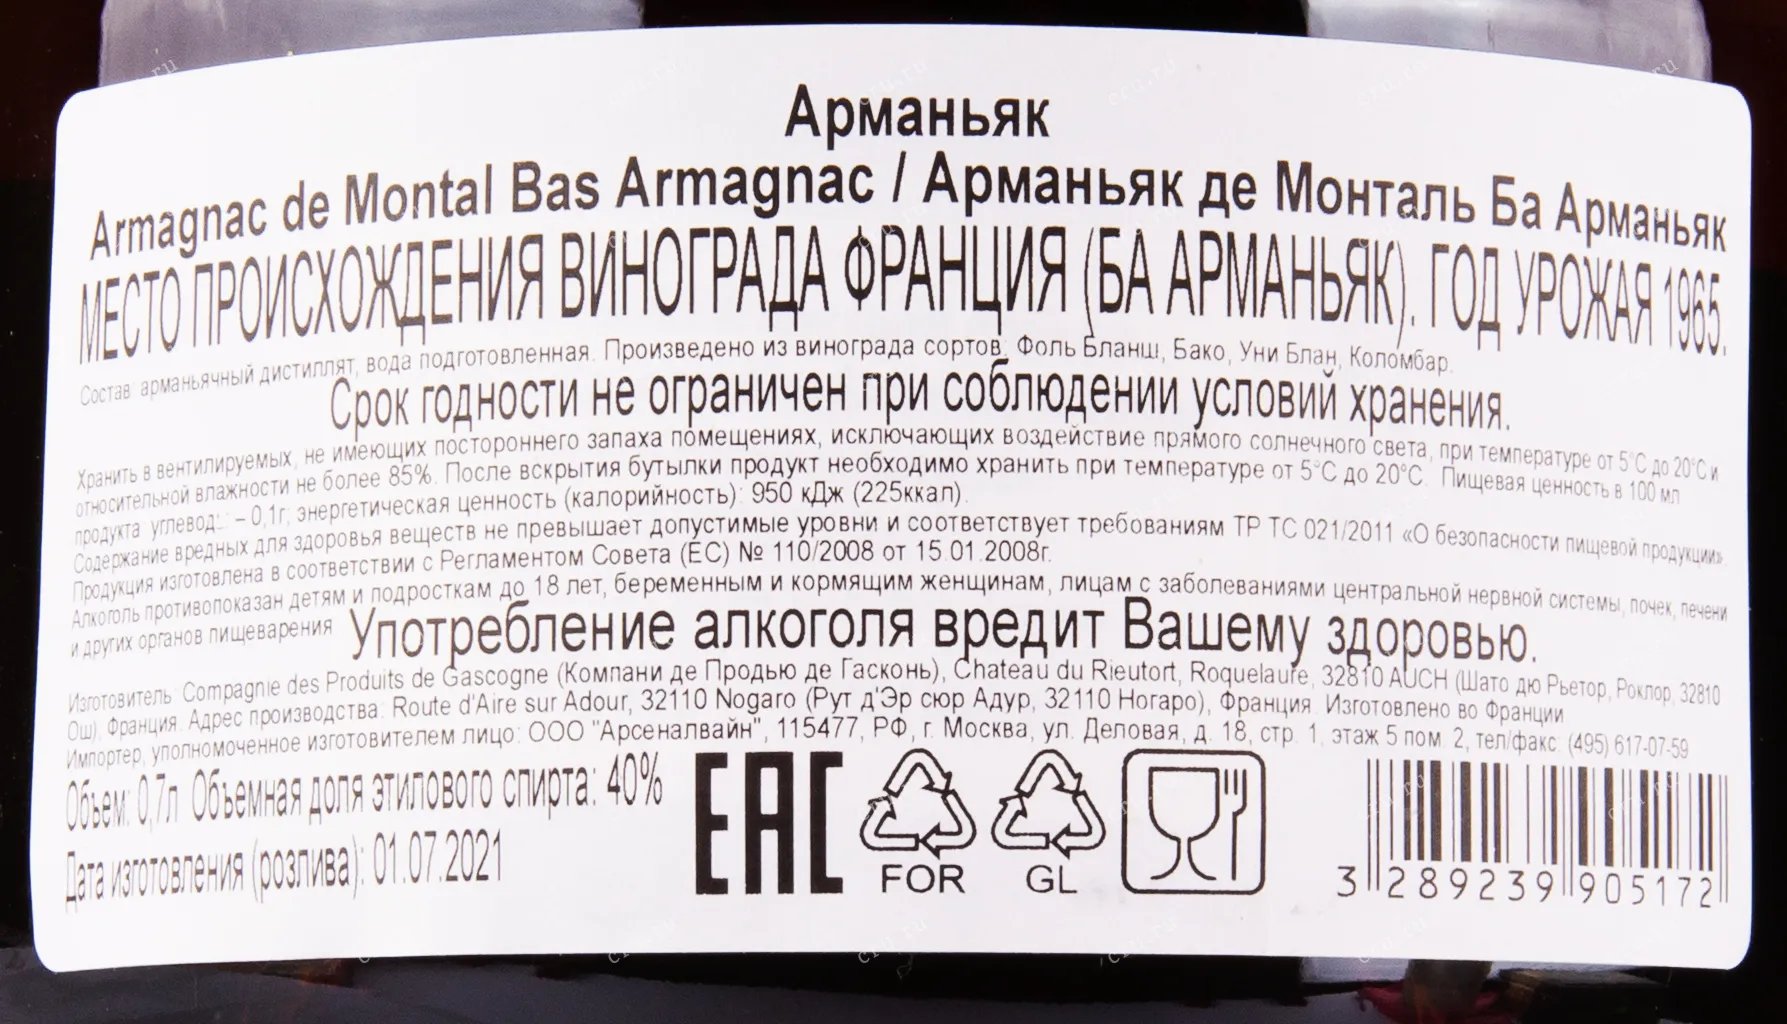 Арманьяк
Armagnac de Montal Bas Armagnac / Арманьяк де Монталь Ба Арманьяк
МЕСТО ПРОИСХОЖДЕНИЯ ВИНОГРАДА ФРАНЦИЯ (БА АРМАНЬЯК). ГОД УРОЖАЯ 1965.
Состав: арманьячный дистиллят, вода подготовленная. Произведено из винограда сортов: Фоль Бланш, Бако, Уни Блан, Коломбар.
Срок годности не ограничен при соблюдении условий хранения.
Хранить в вентилируемых, не имеющих постороннего запаха помещениях, исключающих воздействие прямого солнечного света, при температуре от 5°С до 20°С и
относительной влажности не более 85%. После вскрытия бутылки продукт необходимо хранить при температуре от 5°С до 20°С. Пищевая ценность в 100 мл
продукта: – 0,1г, энергетическая ценность (калорийность): 950 кДж (225ккал).
Содержание вредных для здоровья веществ не превышает допустимые уровни и соответствует требованиям ТР ТС 021/2011 «О безопасности пищевой продукции».
Продукция изготовлена в соответствии с Регламентом Совета (ЕС) № 110/2008 от 15.01.2008г.
Алкоголь противопоказан детям и подросткам до 18 лет, беременным и кормящим женщинам, лицам с заболеваниями центральной нервной системы, почек, печени
и других органов пищеварения
Употребление алкоголя вредит Вашему здоровью.
Изготовитель: Compagnie des Produits de Gascogne (Компани де Продью де Гасконь), Chateau du Rieutort, Roquelaure, 32810 AUCH (Шато дю Рьетор, Роклор, 32810
Ош), Франция. Адрес производства: Route d'Aire sur Adour, 32110 Nogaro (Рут д'Эр сюр Адур, 32110 Ногаро), Франция. Изготовлено во Франции
Импортер, уполномоченное изготовителем лицо: ООО "Арсеналвайн", 115477, РФ, г. Москва, ул. Деловая, д. 18, стр. 1, этаж 5 пом. 2, тел/факс: (495) 617-07-59
Объем: 0,7л Объемная доля этилового спирта: 40%
Дата изготовления (розлива): 01.07.2021
EAC
FOR
GL
3 289239 905172